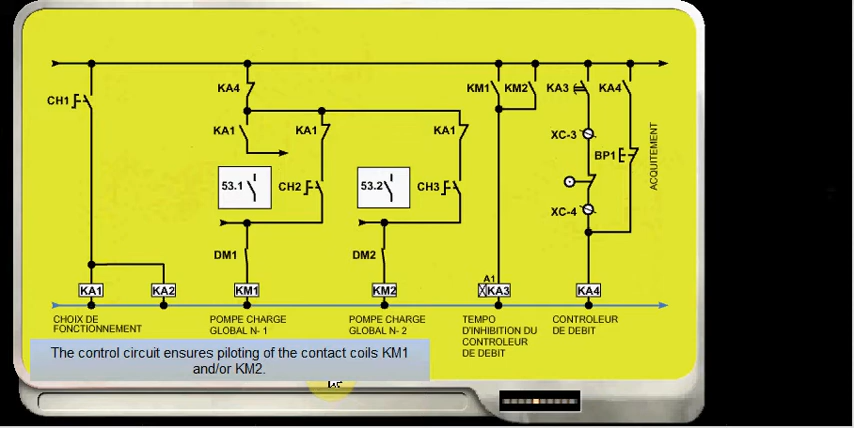 CH1
KA4
KM1
KM2
KA3
KA4
KA1
KA1
KA1
XC-3
BP1
ACQUITEMENT
53.1
CH2
53.2
CH3
XC-4
DM1
DM2
A1
KA1
KA2
KM1
KM2
KA3
KA4
CHOIX DE
FONCTIONNEMENT
POMPE CHARGE
GLOBAL N- 1
POMPE CHARGE
GLOBAL N- 2
TEMPO
D'INHIBITION DU
CONTROLEUR
DE DEBIT
CONTROLEUR
DE DEBIT
The control circuit ensures piloting of the contact coils KM1
and/or KM2.